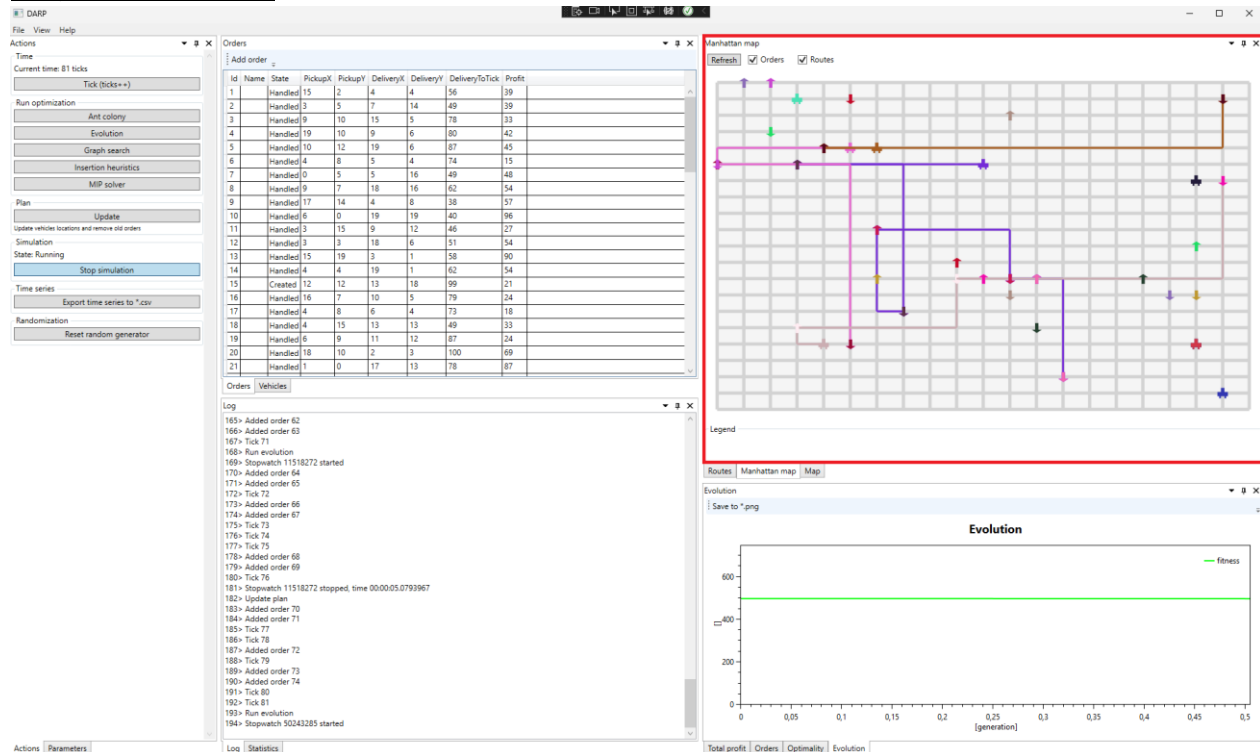 DARP
File View Help
Actions
Time
Current time: 81 ticks
Tick (ticks++)
Run optimization
Ant colony
Evolution
Graph search
Insertion heuristics
MIP solver
Plan
Update
Update vehicles locations and remove old orders
Simulation
State: Running
Stop simulation
Time series
Export time series to *.csv
Randomization
Reset random generator
Actions Parameters
Orders
Add order
Id Name State PickupX PickupY DeliveryX DeliveryY DeliveryToTick Profit
1 Handled 15 2 4 4 56 39
2 Handled 3 5 7 14 49 39
3 Handled 9 10 15 5 78 33
4 Handled 19 10 9 6 80 42
5 Handled 10 12 19 6 87 45
6 Handled 4 8 5 4 74 15
7 Handled 0 5 5 16 49 48
8 Handled 9 7 18 16 62 54
9 Handled 17 14 4 8 38 57
10 Handled 6 0 19 19 40 96
11 Handled 3 15 9 12 46 27
12 Handled 3 3 18 6 51 54
13 Handled 15 19 3 1 58 90
14 Handled 4 4 19 1 62 54
15 Created 12 12 13 18 99 21
16 Handled 16 7 10 5 79 24
17 Handled 4 8 6 4 73 18
18 Handled 4 15 13 13 49 33
19 Handled 6 9 11 12 87 24
20 Handled 18 10 2 3 100 69
21 Handled 1 0 17 13 78 87
Orders Vehicles
Log
165> Added order 62
166> Added order 63
167> Tick 71
168> Run evolution
169> Stopwatch 11518272 started
170> Added order 64
171> Added order 65
172> Tick 72
173> Added order 66
174> Added order 67
175> Tick 73
176> Tick 74
177> Tick 75
178> Added order 68
179> Added order 69
180> Tick 76
181> Stopwatch 11518272 stopped, time 00:00:05.0793967
182> Update plan
183> Added order 70
184> Added order 71
185> Tick 77
186> Tick 78
187> Added order 72
188> Tick 79
189> Added order 73
190> Added order 74
191> Tick 80
192> Tick 81
193> Run evolution
194> Stopwatch 50243285 started
Log Statistics
Manhattan map
Refresh Orders Routes
Legend
Routes Manhattan map Map
Evolution
Save to *.png
Evolution
fitness
600
400
200
0
[]
0 0,05 0,1 0,15 0,2 0,25 0,3 0,35 0,4 0,45 0,5
[generation]
Total profit Orders Optimality Evolution